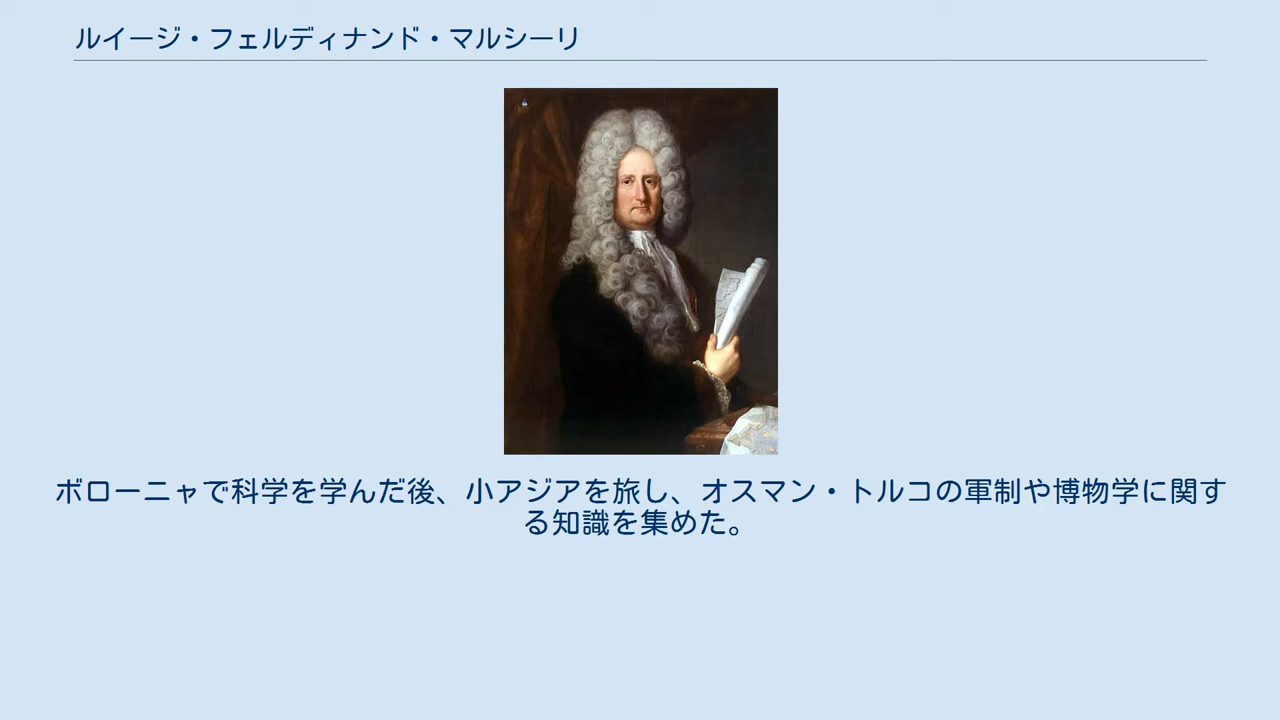 ルイージ・フェルディナンド・マルシーリ
ボローニャで科学を学んだ後、小アジアを旅し、オスマン・トルコの軍制や博物学に関す
る知識を集めた。